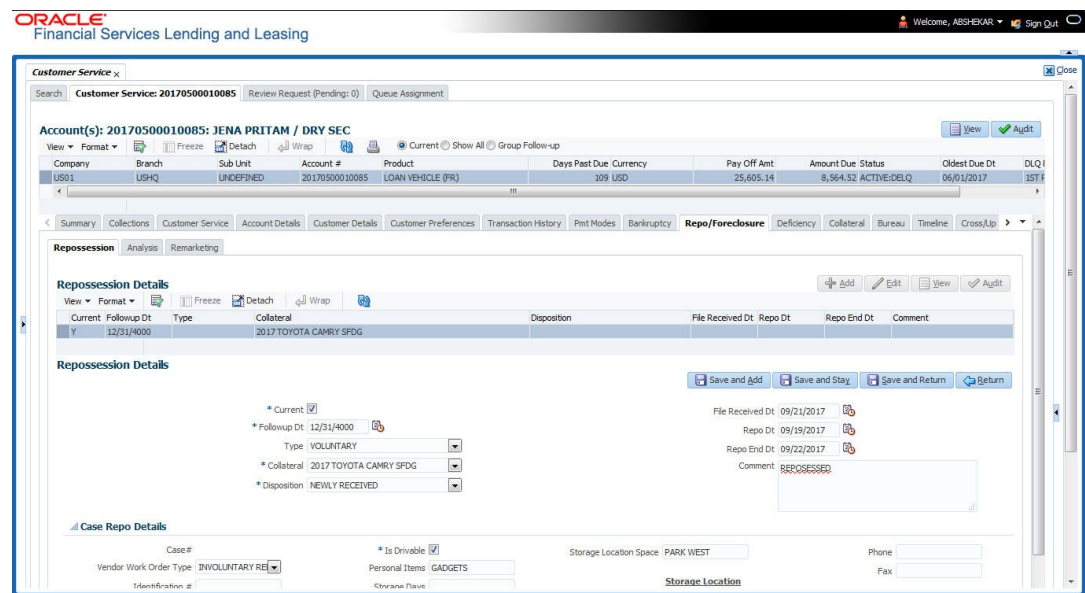 ORACLE
Financial Services Lending and Leasing
Welcome, ABSHEKAR Sign Out
Customer Service x
Close
Search Customer Service: 20170500010085 Review Request (Pending: 0) Queue Assignment
Account(s): 20170500010085: JENA PRITAM / DRY SEC
View Audit
View Format Freeze Detach Wrap Current Show All Group Follow-up
Company Branch Sub Unit Account # Product Days Past Due Currency Pay Off Amt Amount Due Status Oldest Due Dt DLQ
US01 USHQ UNDEFINED 20170500010085 LOAN VEHICLE (FR) 109 USD 25,605.14 8,564.52 ACTIVE:DELQ 06/01/2017 1ST
Summary Collections Customer Service Account Details Customer Details Customer Preferences Transaction History Pmt Modes Bankruptcy Repo/Foreclosure Deficiency Collateral Bureau Timeline Cross/Up
Repossession Analysis Remarketing
Repossession Details
Add Edit View Audit
View Format Freeze Detach Wrap
Current Followup Dt Type Collateral Disposition File Received Dt Repo Dt Repo End Dt Comment
Y 12/31/4000 2017 TOYOTA CAMRY SFDG
Repossession Details
Save and Add Save and Stay Save and Return Return
* Current
* Followup Dt 12/31/4000
Type VOLUNTARY
* Collateral 2017 TOYOTA CAMRY SFDG
* Disposition NEWLY RECEIVED
File Received Dt 09/21/2017
Repo Dt 09/19/2017
Repo End Dt 09/22/2017
Comment REPOSESSED
Case Repo Details
Case#
Vendor Work Order Type INVOLUNTARY RE
Identification #
* Is Drivable
Personal Items GADGETS
Storage Days
Storage Location Space PARK WEST
Storage Location
Phone
Fax